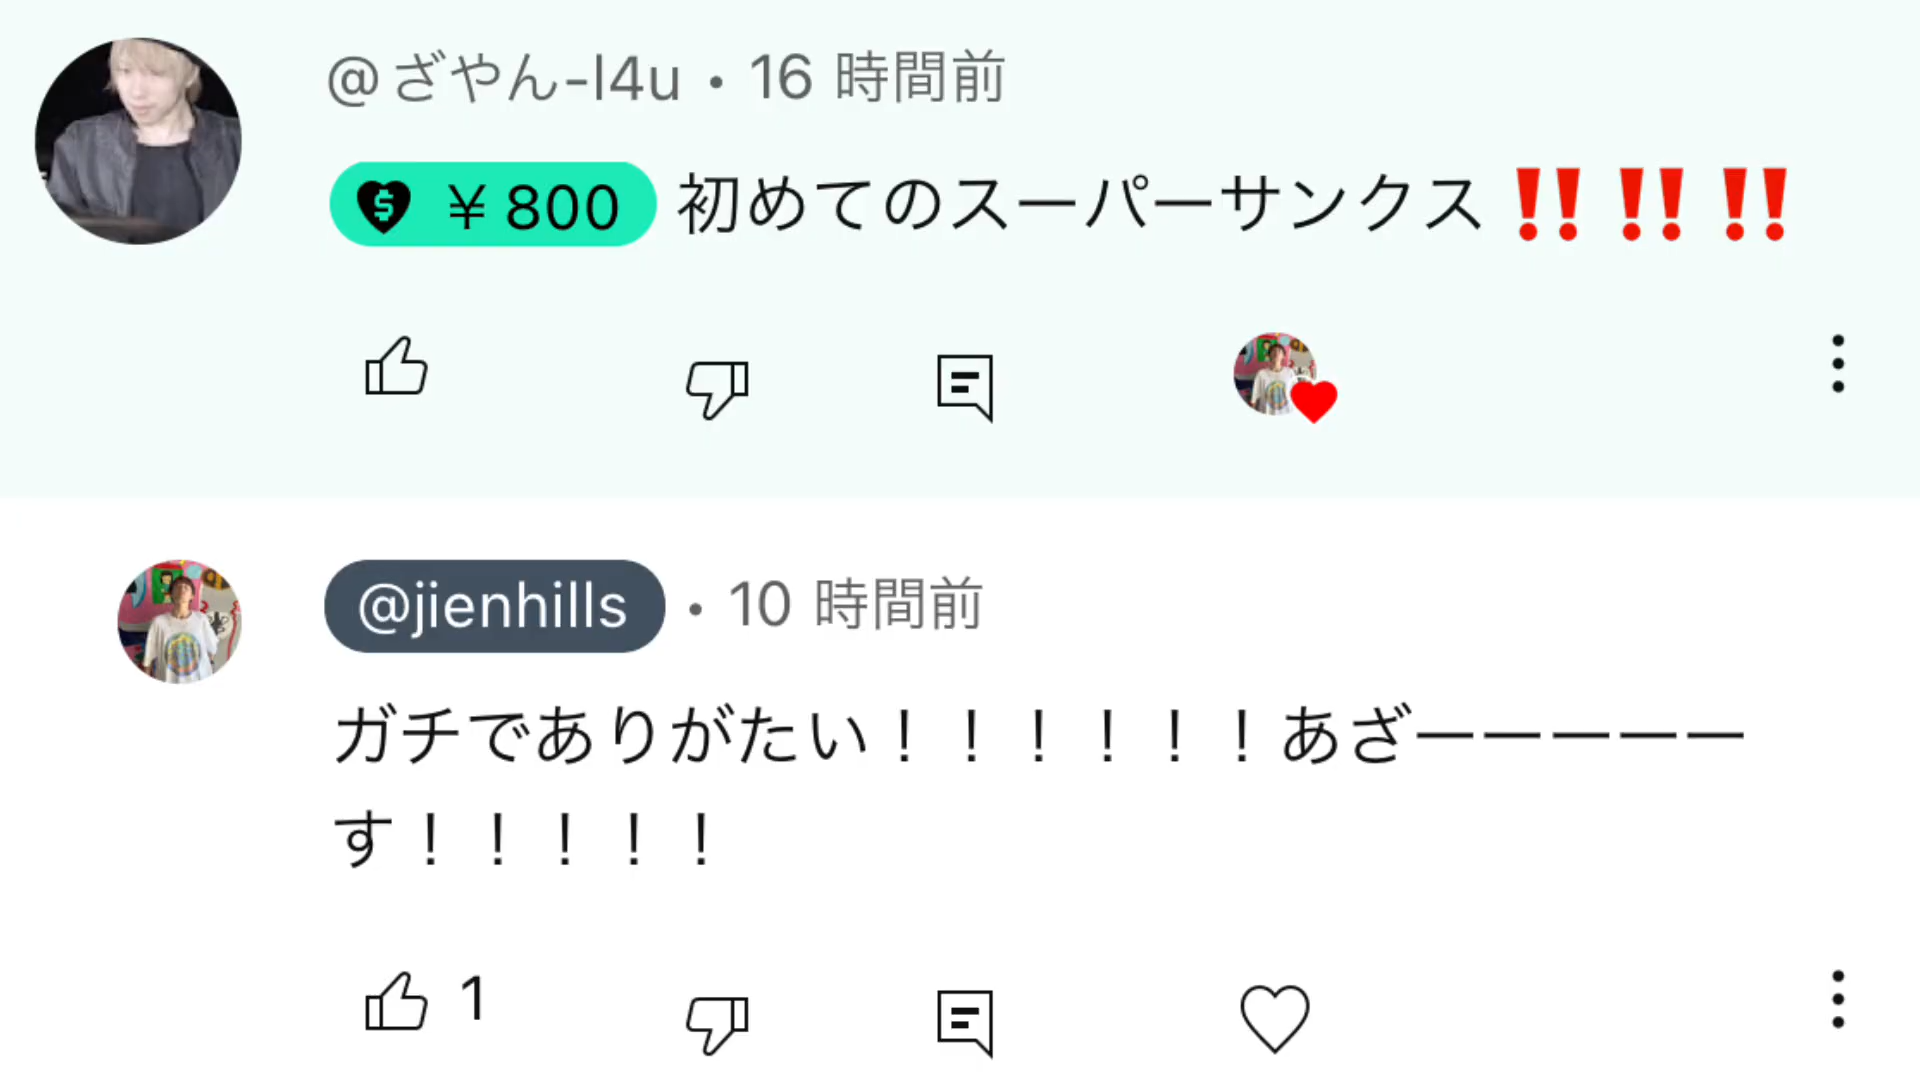 @ざやん-l4u • 16 時間前
¥ 800 初めてのスーパーサンクス‼️‼️‼️
@jienhills • 10 時間前
ガチでありがたい！！！！！！あざーーーーー
す！！！！！
1